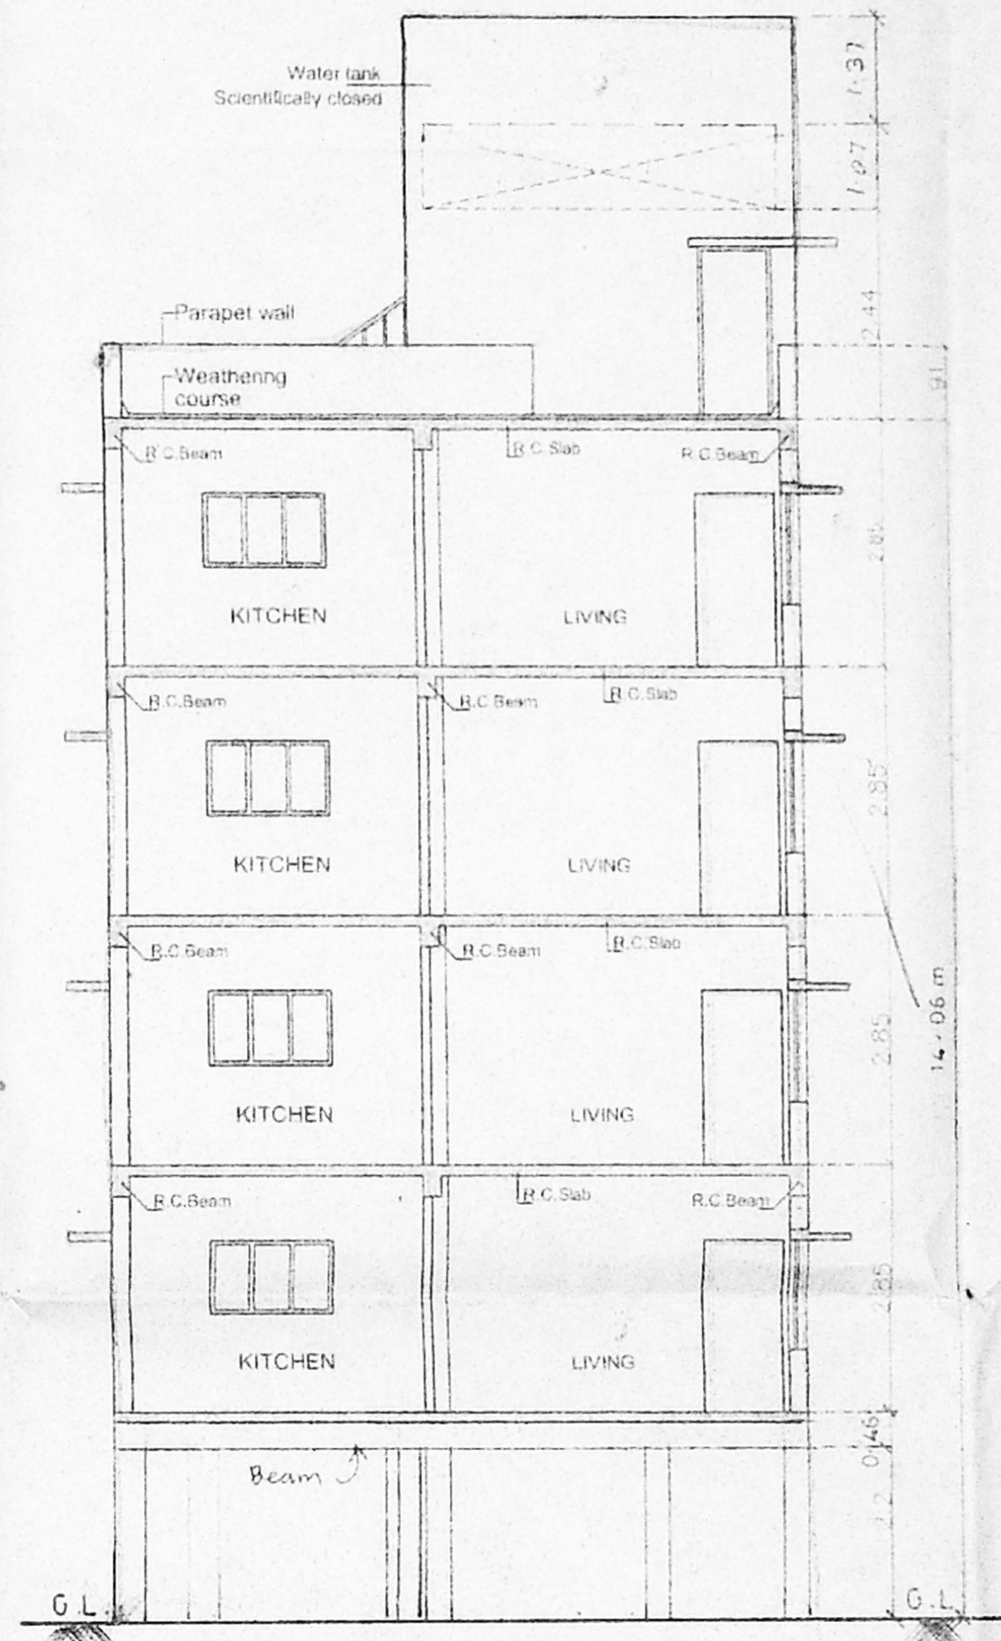 1.37
Water tank
Scientifically closed
1.07
Parapet wall
2.44
Weathering
course
91
R.C.Beam
R.C.Slab
R.C.Beam
2.85
KITCHEN
LIVING
R.C.Beam
R.C.Beam
R.C.Slab
2.85
KITCHEN
LIVING
R.C.Beam
R.C.Beam
R.C.Slab
14.06 m
2.85
KITCHEN
LIVING
R.C.Beam
R.C.Slab
R.C.Beam
2.85
KITCHEN
LIVING
0.46
Beam
2.2
G.L.
G.L.